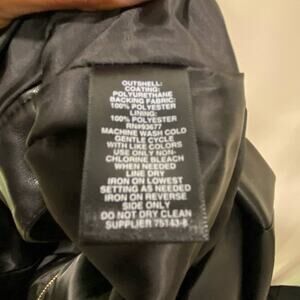 OUTSHELL:
COATING:
POLYURETHANE
BACKING FABRIC:
100% POLYESTER
LINING:
100% POLYESTER
RN#93677
MACHINE WASH COLD
GENTLE CYCLE
WITH LIKE COLORS
USE ONLY NON-
CHLORINE BLEACH
WHEN NEEDED
LINE DRY
IRON ON LOWEST
SETTING AS NEEDED
IRON ON REVERSE
SIDE ONLY
DO NOT DRY CLEAN
SUPPLIER 75143-8